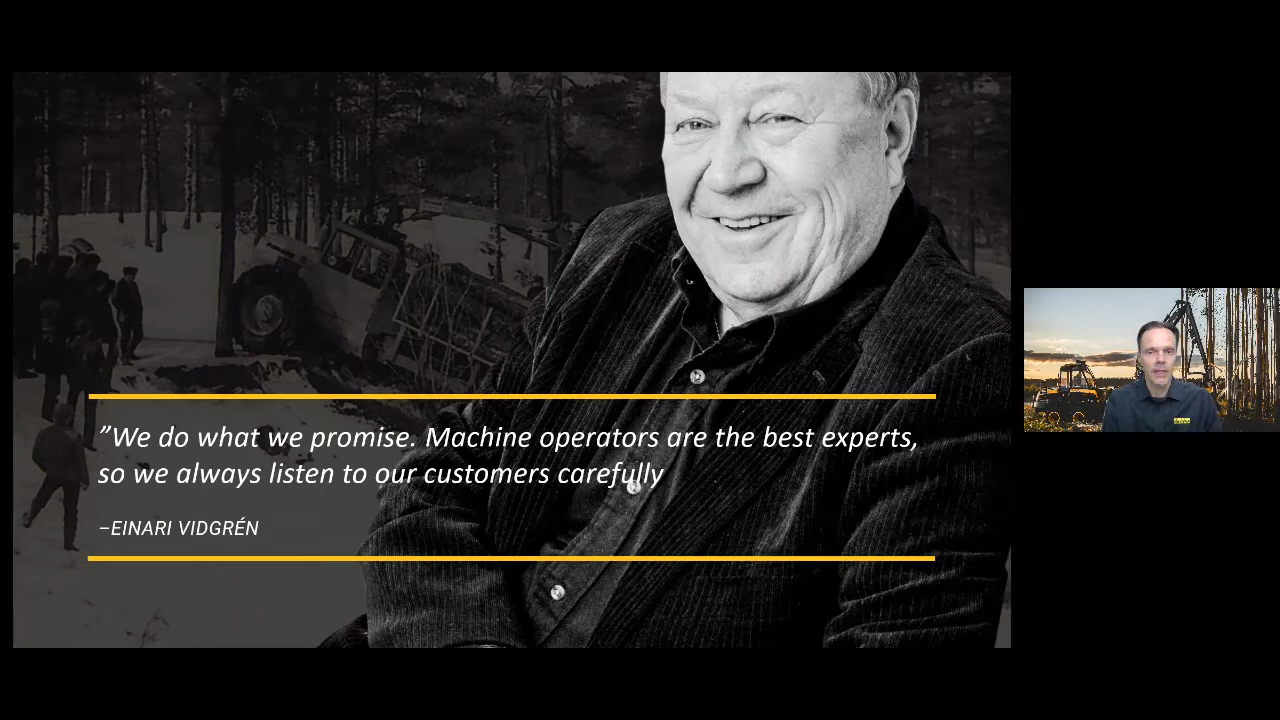 ”We do what we promise. Machine operators are the best experts,
so we always listen to our customers carefully
–EINARI VIDGRÉN